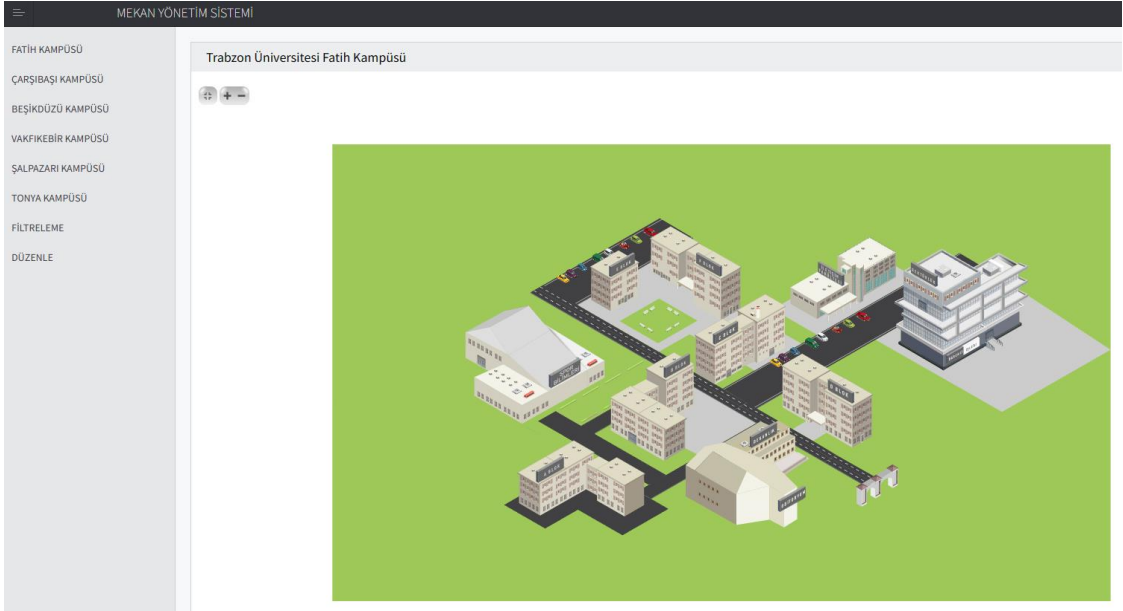 MEKAN YÖNETİM SİSTEMİ
FATİH KAMPÜSÜ
ÇARŞIBAŞI KAMPÜSÜ
BEŞİKDÜZÜ KAMPÜSÜ
VAKFIKEBİR KAMPÜSÜ
ŞALPAZARI KAMPÜSÜ
TONYA KAMPÜSÜ
FİLTRELEME
DÜZENLE
Trabzon Üniversitesi Fatih Kampüsü